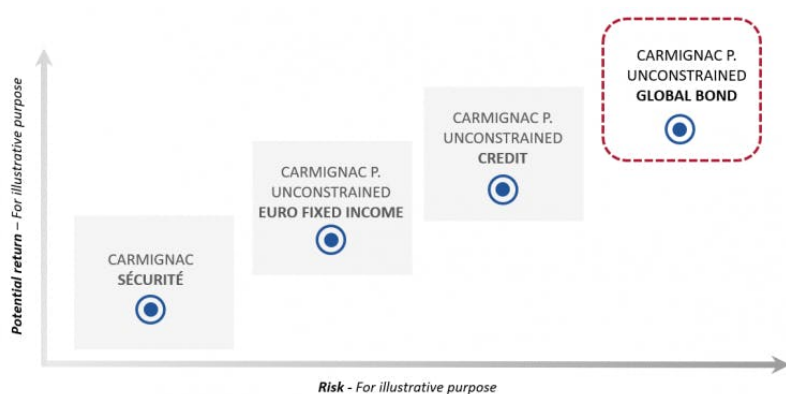 CARMIGNAC P.
UNCONSTRAINED
GLOBAL BOND
CARMIGNAC P.
UNCONSTRAINED
CREDIT
CARMIGNAC P.
UNCONSTRAINED
EURO FIXED INCOME
CARMIGNAC
SÉCURITÉ
Potential return – For illustrative purpose
Risk - For illustrative purpose